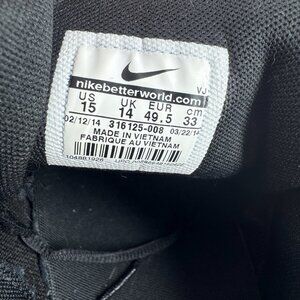 nikebetterworld.com
VJ
US UK EUR cm
15 14 49.5 33
02/12/14 316125-008 03/22/14
MADE IN VIETNAM
FABRIQUE AU VIETNAM